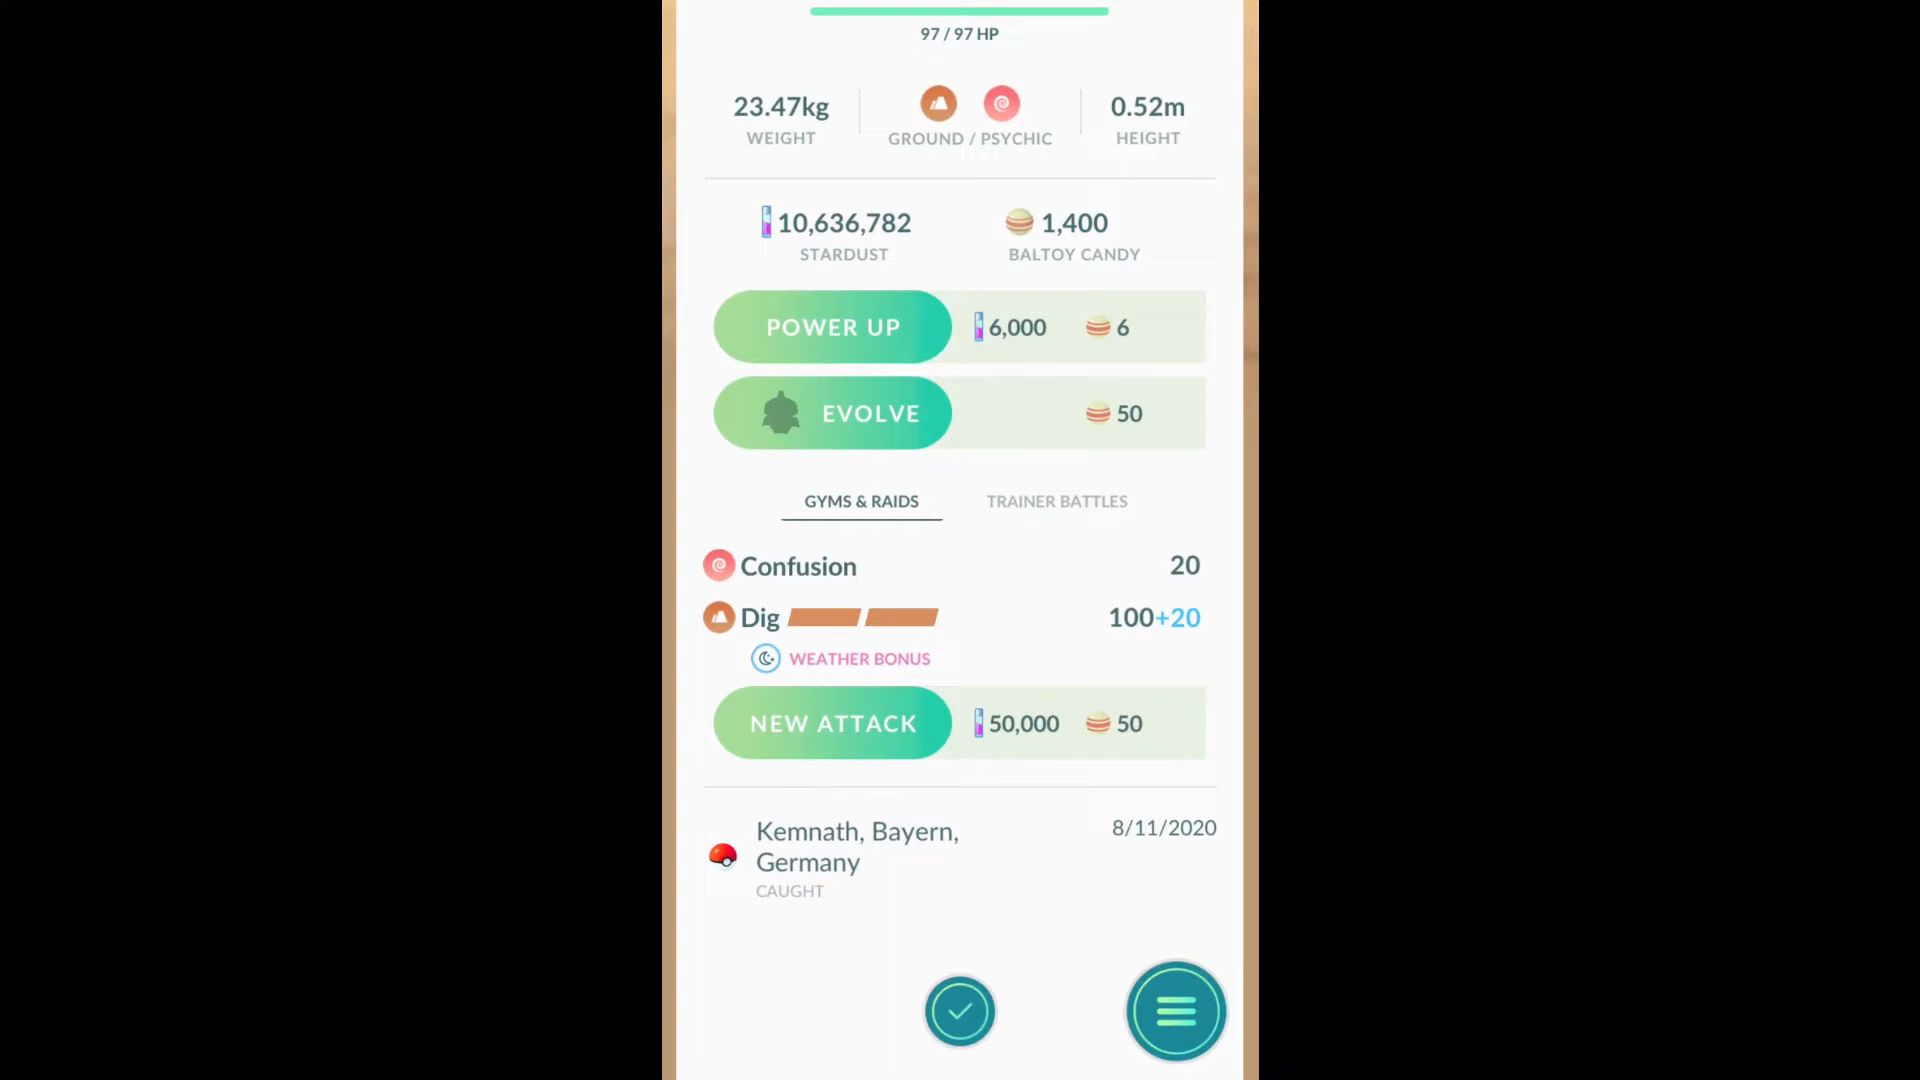 97 / 97 HP
23.47kg
WEIGHT
GROUND / PSYCHIC
0.52m
HEIGHT
10,636,782
STARDUST
1,400
BALTOY CANDY
POWER UP 6,000 6
EVOLVE 50
GYMS & RAIDS TRAINER BATTLES
Confusion 20
Dig 100+20
WEATHER BONUS
NEW ATTACK 50,000 50
Kemnath, Bayern, 8/11/2020
Germany
CAUGHT